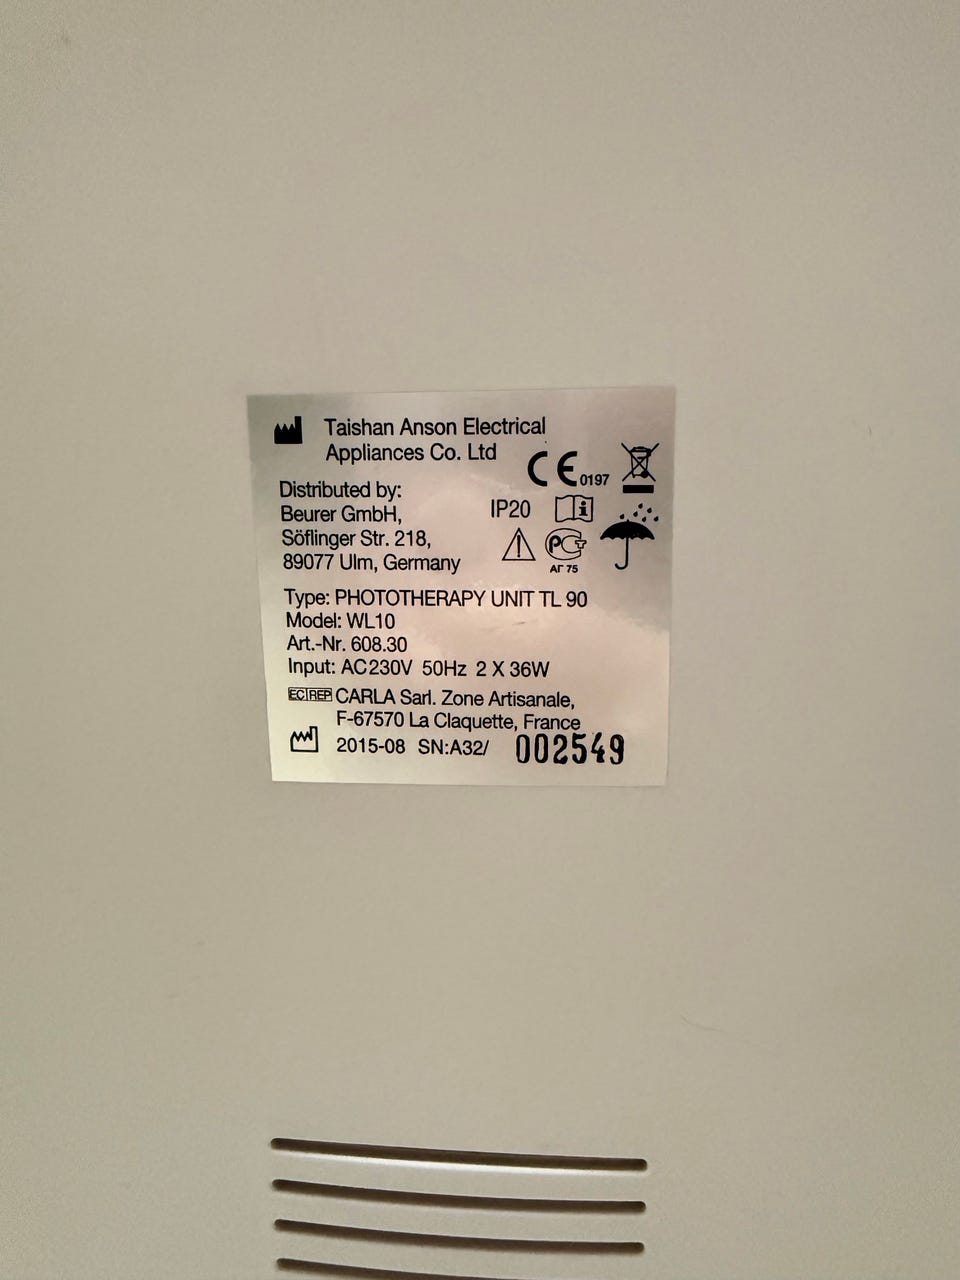 Taishan Anson Electrical
Appliances Co. Ltd
CE 0197
Distributed by:
Beurer GmbH,
Söflinger Str. 218,
89077 Ulm, Germany
IP20
i
РСТ
АГ 75
Type: PHOTOTHERAPY UNIT TL 90
Model: WL10
Art.-Nr. 608.30
Input: AC230V 50Hz 2 X 36W
EC REP CARLA Sarl. Zone Artisanale,
F-67570 La Claquette, France
2015-08 SN:A32/ 002549